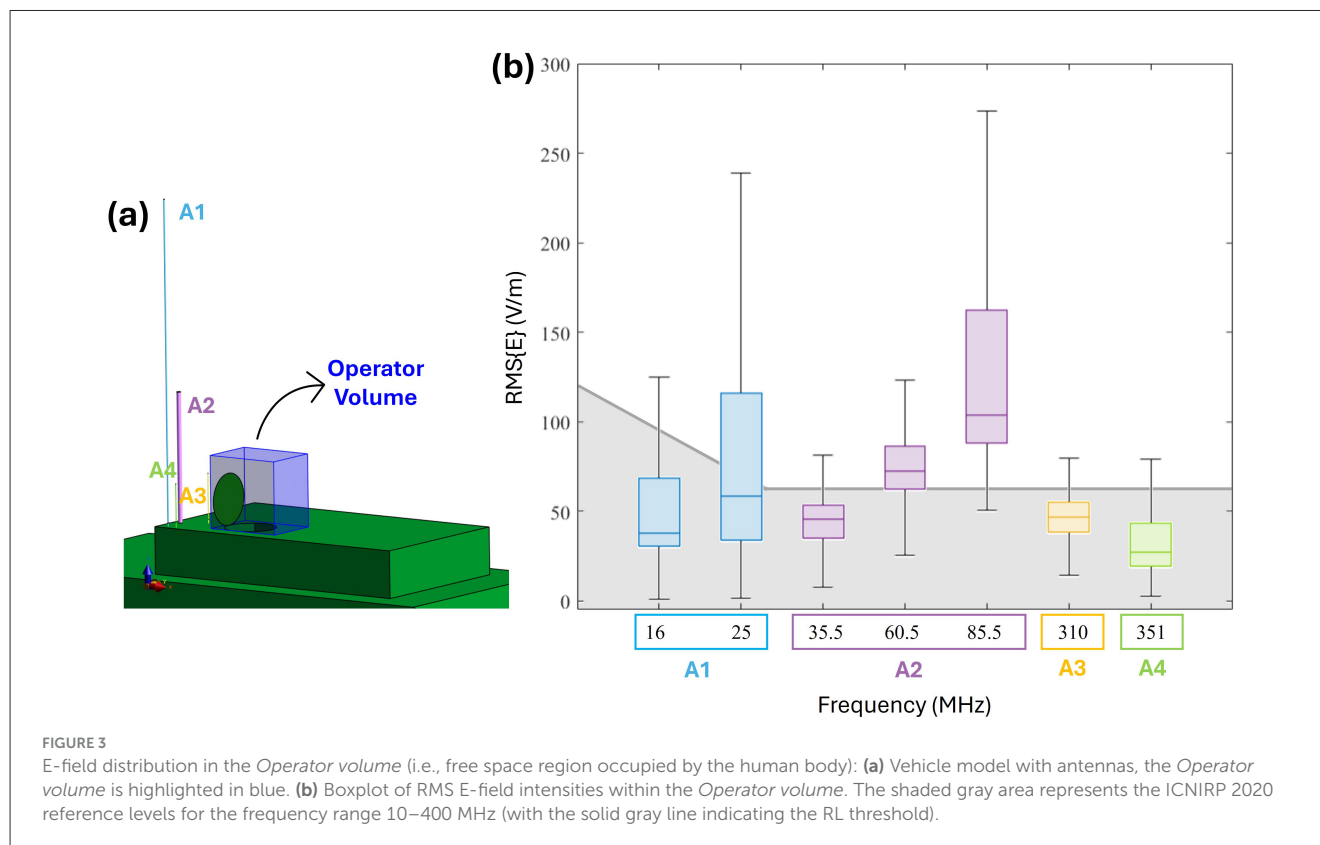 (a)
A1
A2
A4
A3
Operator
Volume
(b)
300
250
200
150
100
50
0
RMS{E} (V/m)
16 25 35.5 60.5 85.5 310 351
A1 A2 A3 A4
Frequency (MHz)
FIGURE 3
E-field distribution in the Operator volume (i.e., free space region occupied by the human body): (a) Vehicle model with antennas, the Operator
volume is highlighted in blue. (b) Boxplot of RMS E-field intensities within the Operator volume. The shaded gray area represents the ICNIRP 2020
reference levels for the frequency range 10–400 MHz (with the solid gray line indicating the RL threshold).